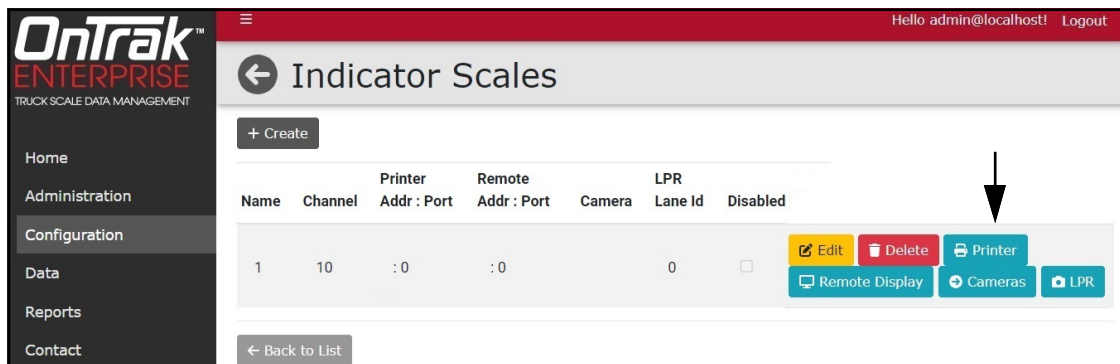 OnTrak™
ENTERPRISE
TRUCK SCALE DATA MANAGEMENT
Home
Administration
Configuration
Data
Reports
Contact
Hello admin@localhost! Logout
Indicator Scales
+ Create
Name Channel Printer Addr : Port Remote Addr : Port Camera LPR Lane Id Disabled
1 10 : 0 : 0 0 Edit Delete Printer
Remote Display Cameras LPR
← Back to List